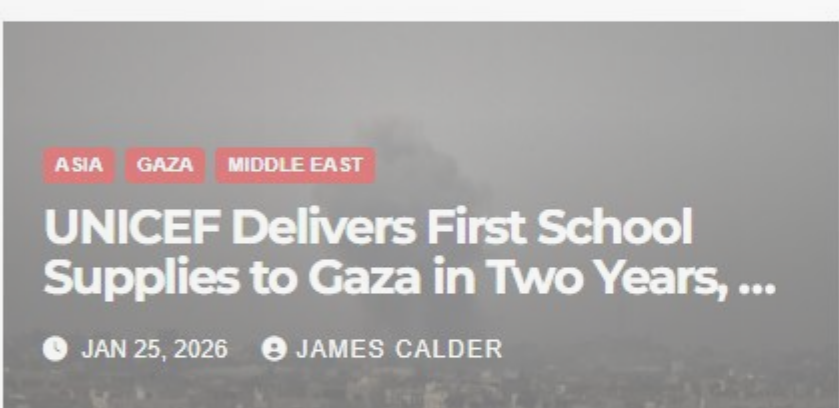 ASIA GAZA MIDDLE EAST
UNICEF Delivers First School
Supplies to Gaza in Two Years, ...
JAN 25, 2026 JAMES CALDER